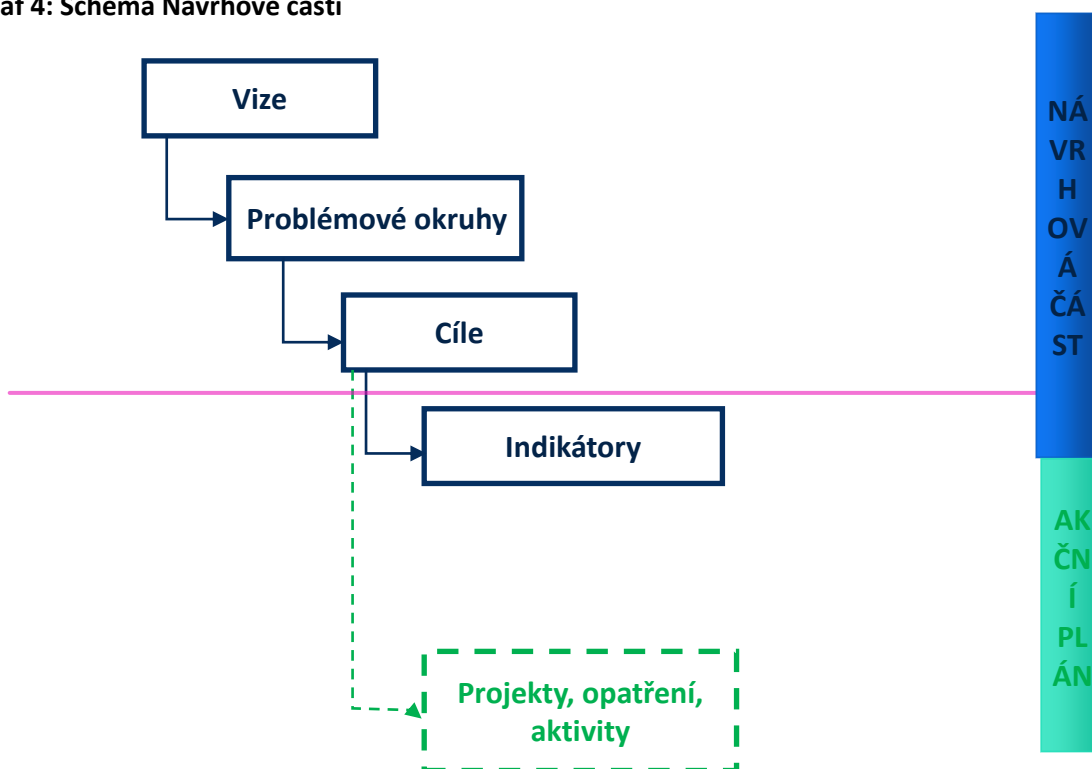 af 4: Schéma Návrhové části
Vize
Problémové okruhy
Cíle
Indikátory
Projekty, opatření,
aktivity
NÁ
VR
H
OV
Á
ČÁ
ST
AK
ČN
Í
PL
ÁN